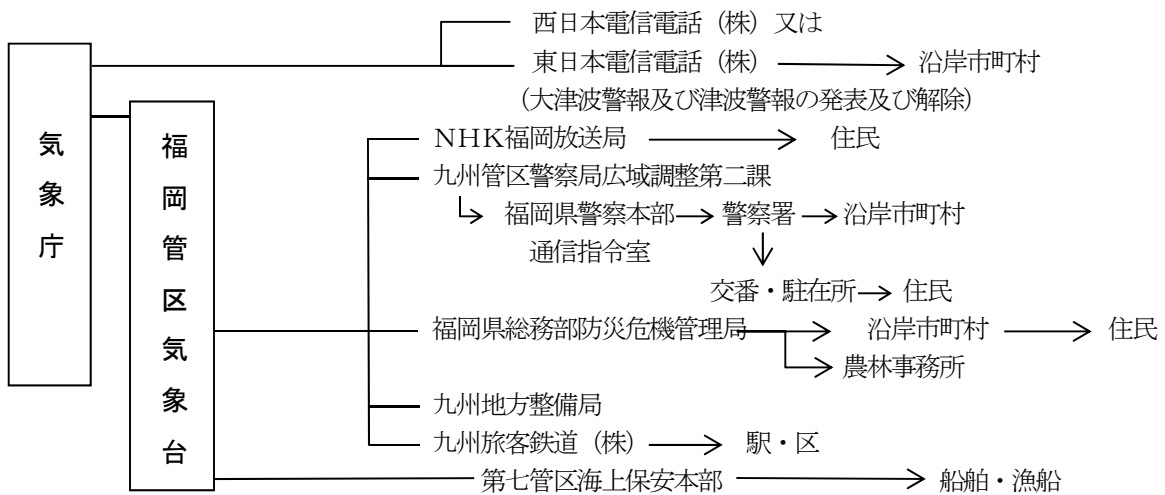 気象庁
福岡管区気象台
西日本電信電話（株）又は
東日本電信電話（株） 沿岸市町村
（大津波警報及び津波警報の発表及び解除）
ＮＨＫ福岡放送局 住民
九州管区警察局広域調整第二課
福岡県警察本部 警察署 沿岸市町村
通信指令室
交番・駐在所 住民
福岡県総務部防災危機管理局 沿岸市町村 住民
農林事務所
九州地方整備局
九州旅客鉄道（株） 駅・区
第七管区海上保安本部 船舶・漁船